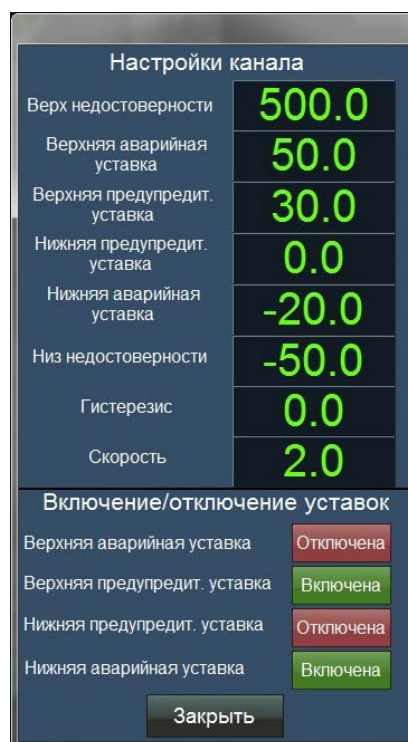 Настройки канала
Верх недостоверности
500.0
Верхняя аварийная
уставка
50.0
Верхняя предупредит.
уставка
30.0
Нижняя предупредит.
уставка
0.0
Нижняя аварийная
уставка
-20.0
Низ недостоверности
-50.0
Гистерезис
0.0
Скорость
2.0
Включение/отключение уставок
Верхняя аварийная уставка
Отключена
Верхняя предупредит. уставка
Включена
Нижняя предупредит. уставка
Отключена
Нижняя аварийная уставка
Включена
Закрыть